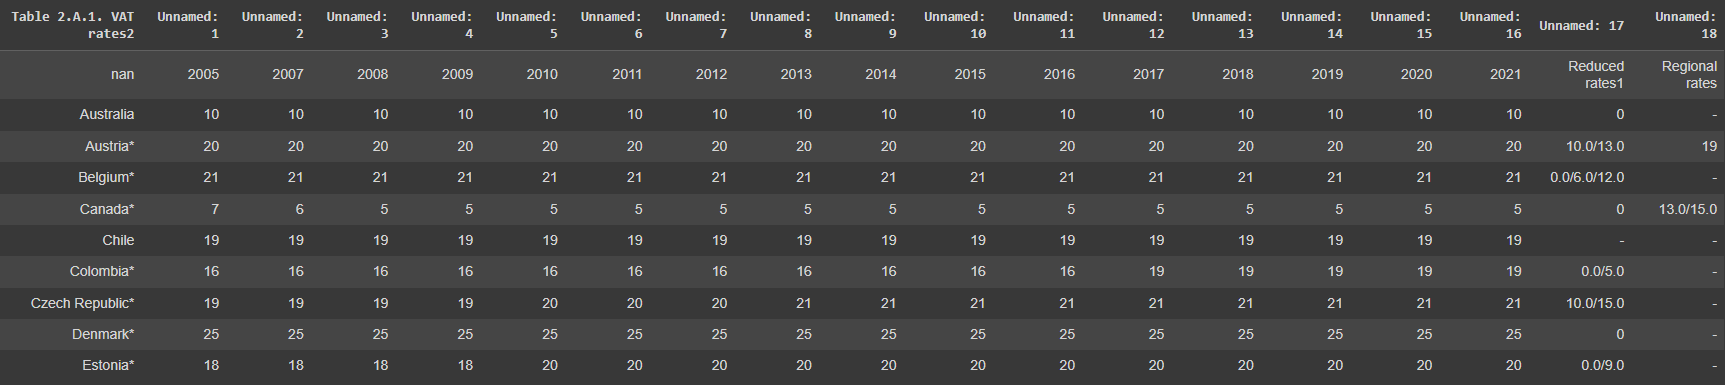 Table 2.A.1. VAT rates2 Unnamed: 1 Unnamed: 2 Unnamed: 3 Unnamed: 4 Unnamed: 5 Unnamed: 6 Unnamed: 7 Unnamed: 8 Unnamed: 9 Unnamed: 10 Unnamed: 11 Unnamed: 12 Unnamed: 13 Unnamed: 14 Unnamed: 15 Unnamed: 16 Unnamed: 17 Unnamed: 18
nan 2005 2007 2008 2009 2010 2011 2012 2013 2014 2015 2016 2017 2018 2019 2020 2021 Reduced rates1 Regional rates
Australia 10 10 10 10 10 10 10 10 10 10 10 10 10 10 10 10 0 -
Austria* 20 20 20 20 20 20 20 20 20 20 20 20 20 20 20 20 10.0/13.0 19
Belgium* 21 21 21 21 21 21 21 21 21 21 21 21 21 21 21 21 0.0/6.0/12.0 -
Canada* 7 6 5 5 5 5 5 5 5 5 5 5 5 5 5 5 0 13.0/15.0
Chile 19 19 19 19 19 19 19 19 19 19 19 19 19 19 19 19 - -
Colombia* 16 16 16 16 16 16 16 16 16 16 16 19 19 19 19 19 0.0/5.0 -
Czech Republic* 19 19 19 19 20 20 20 21 21 21 21 21 21 21 21 21 10.0/15.0 -
Denmark* 25 25 25 25 25 25 25 25 25 25 25 25 25 25 25 25 0 -
Estonia* 18 18 18 18 20 20 20 20 20 20 20 20 20 20 20 20 0.0/9.0 -